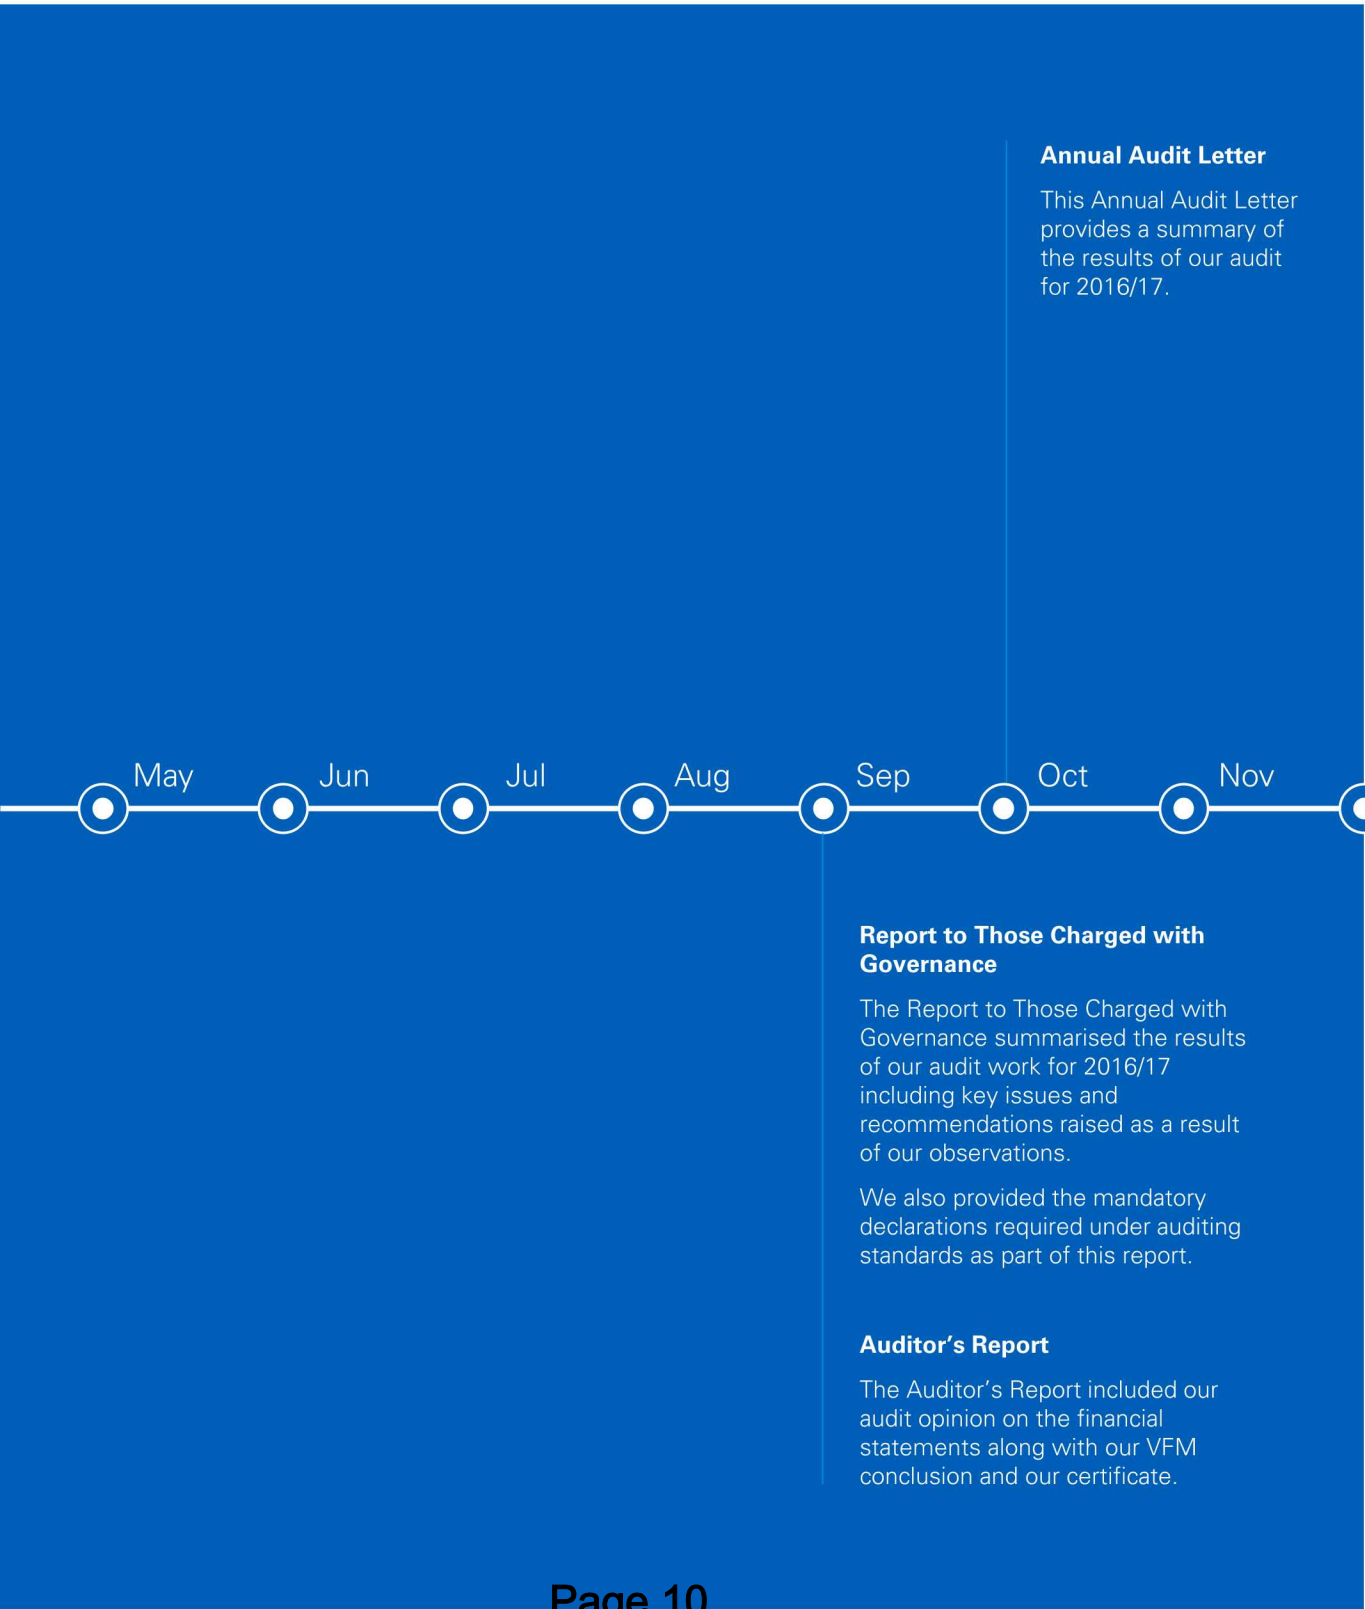 Annual Audit Letter
This Annual Audit Letter
provides a summary of
the results of our audit
for 2016/17.
May Jun Jul Aug Sep Oct Nov
Report to Those Charged with
Governance
The Report to Those Charged with
Governance summarised the results
of our audit work for 2016/17
including key issues and
recommendations raised as a result
of our observations.
We also provided the mandatory
declarations required under auditing
standards as part of this report.
Auditor’s Report
The Auditor’s Report included our
audit opinion on the financial
statements along with our VFM
conclusion and our certificate.
Page 10